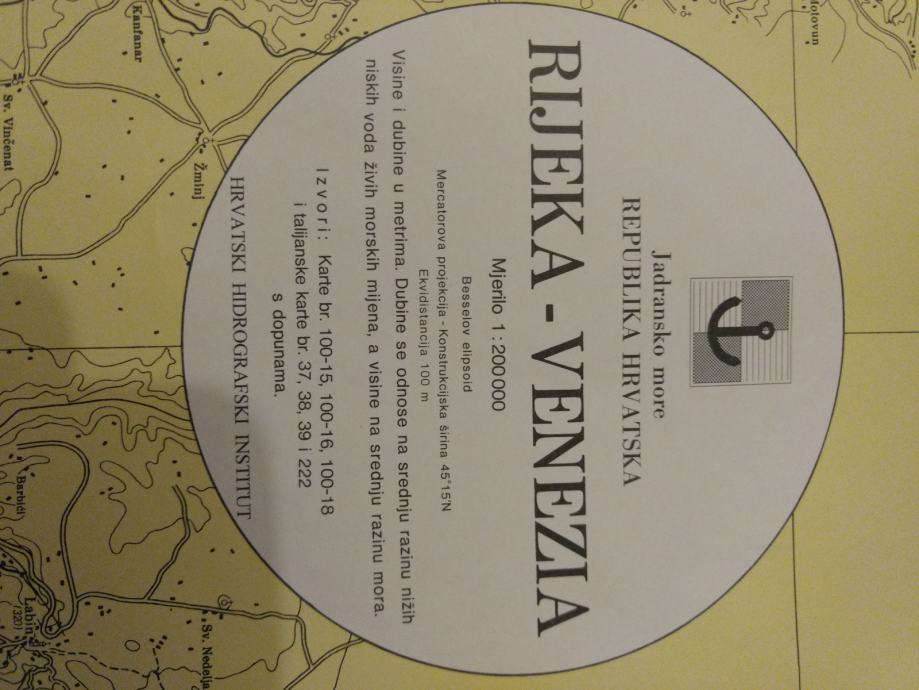 Jadransko more
REPUBLIKA HRVATSKA
RIJEKA - VENEZIA
Mjerilo 1 : 200 000
Besselov elipsoid
Mercatorova projekcija - Konstrukcijska širina 45°15'N
Ekvidistancija 100 m
Visine i dubine u metrima. Dubine se odnose na srednju razinu nižih
niskih voda živih morskih mijena, a visine na srednju razinu mora.
Izvori: Karte br. 100-15, 100-16, 100-18
i talijanske karte br. 37, 38, 39 i 222
s dopunama.
HRVATSKI HIDROGRAFSKI INSTITUT
Kanfanar
Sv. Vinčenat
Žminj
Barbići
Labin
(320)
Sv. Nedelja